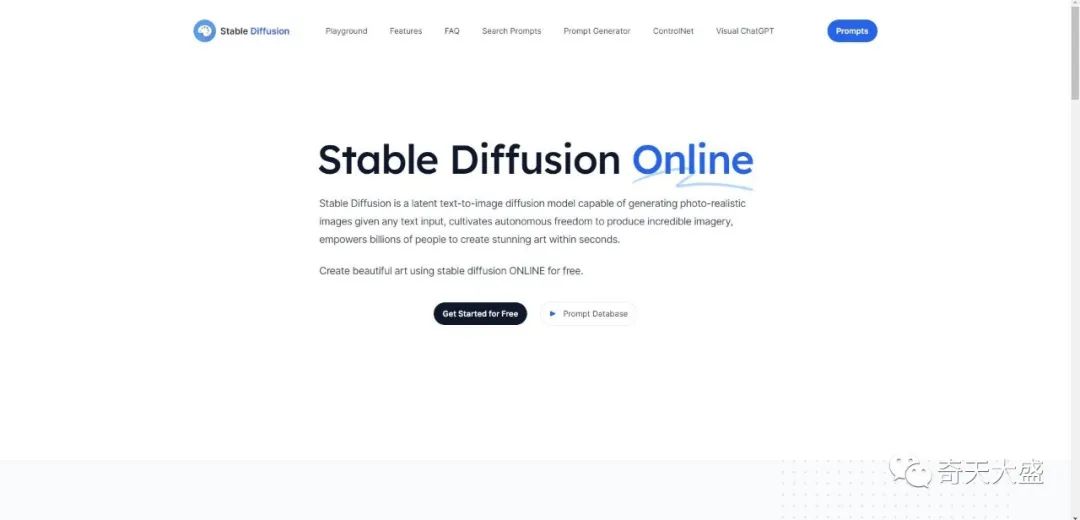 Stable Diffusion Playground Features FAQ Search Prompts Prompt Generator ControlNet Visual ChatGPT Prompts
Stable Diffusion Online
Stable Diffusion is a latent text-to-image diffusion model capable of generating photo-realistic
images given any text input, cultivates autonomous freedom to produce incredible imagery,
empowers billions of people to create stunning art within seconds.
Create beautiful art using stable diffusion ONLINE for free.
Get Started for Free Prompt Database
奇天大盛